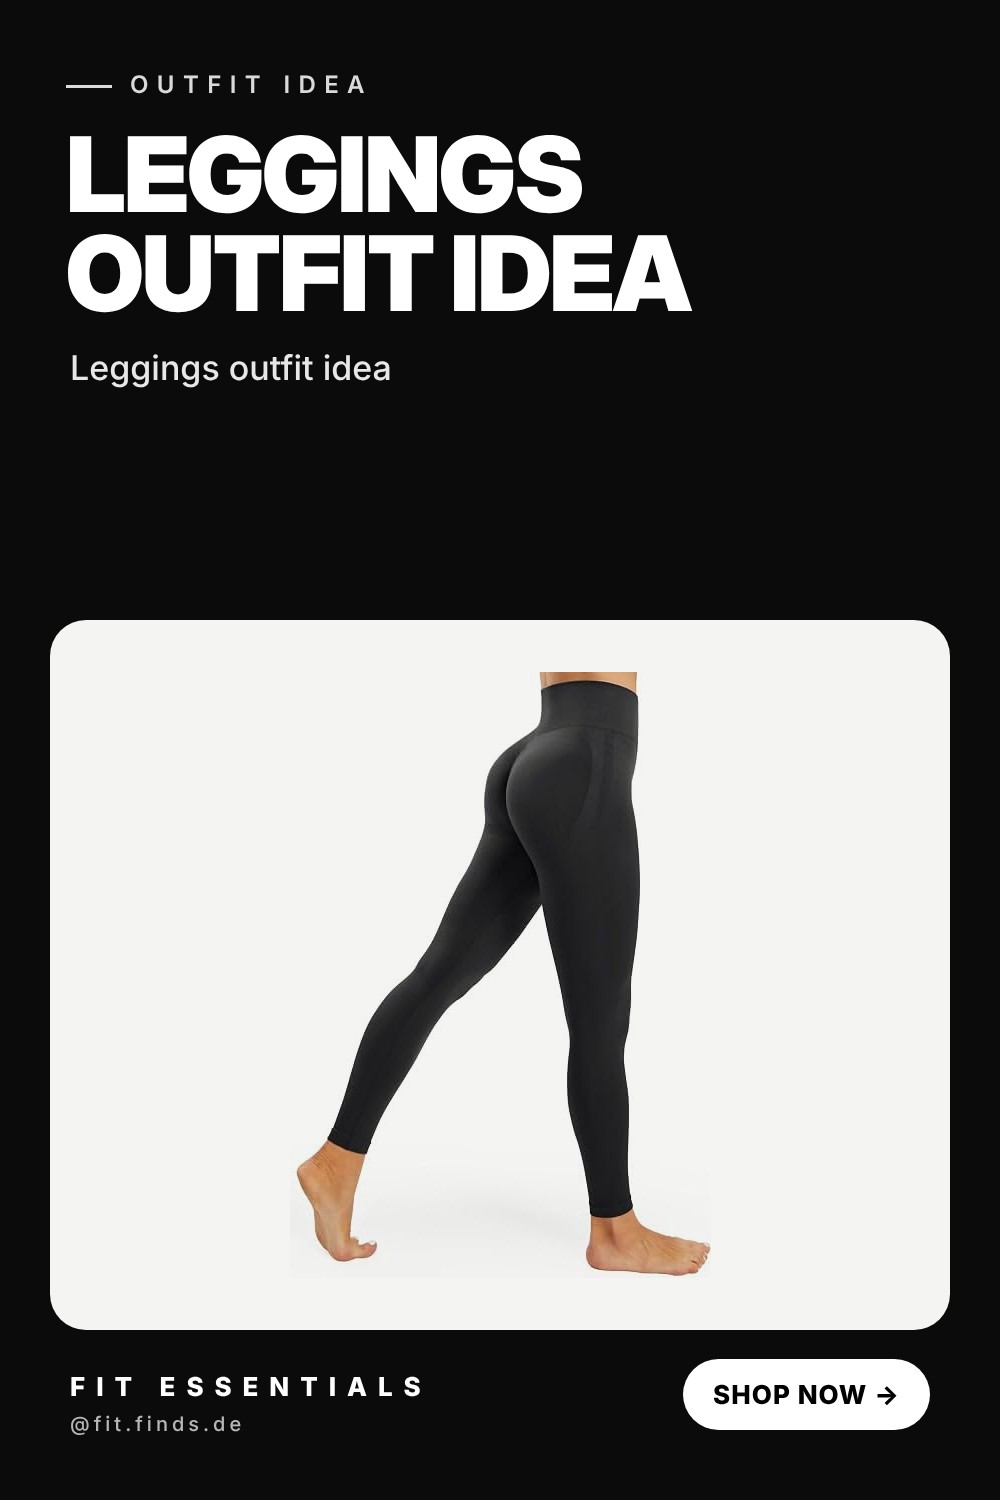 OUTFIT IDEA
LEGGINGS
OUTFIT IDEA
Leggings outfit idea
FIT ESSENTIALS
@fit.finds.de
SHOP NOW →